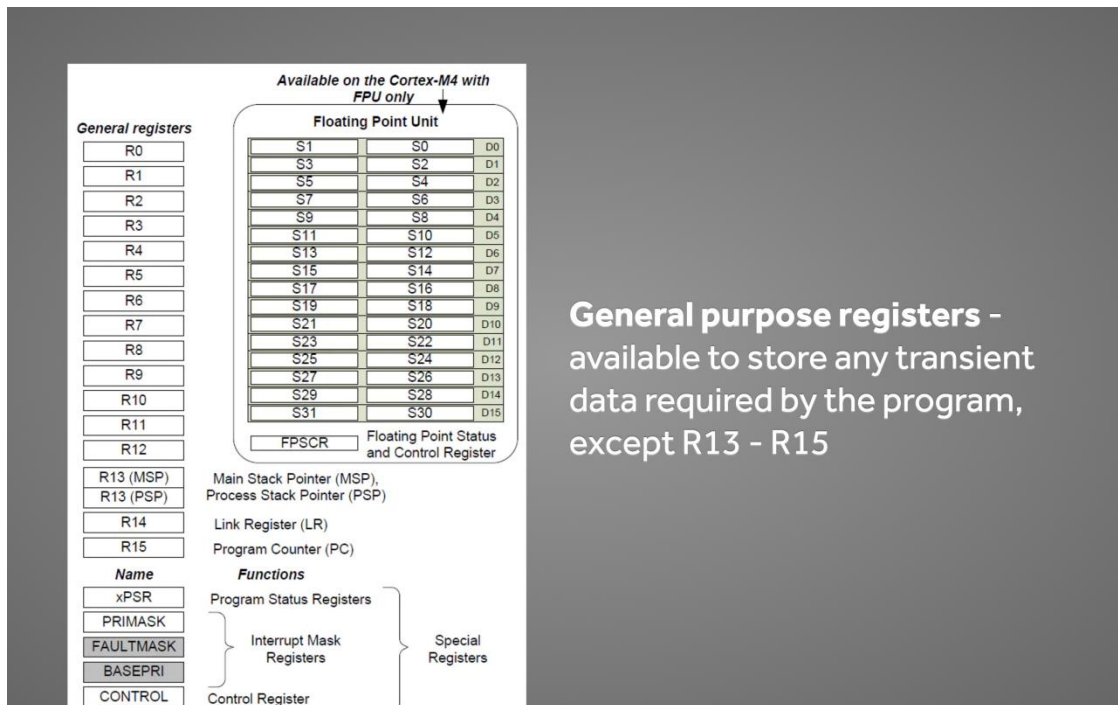 Available on the Cortex-M4 with
FPU only
General registers
R0
R1
R2
R3
R4
R5
R6
R7
R8
R9
R10
R11
R12
R13 (MSP)
R13 (PSP)
R14
R15
Floating Point Unit
S1 S0 D0
S3 S2 D1
S5 S4 D2
S7 S6 D3
S9 S8 D4
S11 S10 D5
S13 S12 D6
S15 S14 D7
S17 S16 D8
S19 S18 D9
S21 S20 D10
S23 S22 D11
S25 S24 D12
S27 S26 D13
S29 S28 D14
S31 S30 D15
FPSCR
Floating Point Status
and Control Register
Main Stack Pointer (MSP),
Process Stack Pointer (PSP)
Link Register (LR)
Program Counter (PC)
Name Functions
xPSR Program Status Registers
PRIMASK
FAULTMASK
BASEPRI
Interrupt Mask
Registers
CONTROL Control Register
Special
Registers
General purpose registers -
available to store any transient
data required by the program,
except R13 - R15